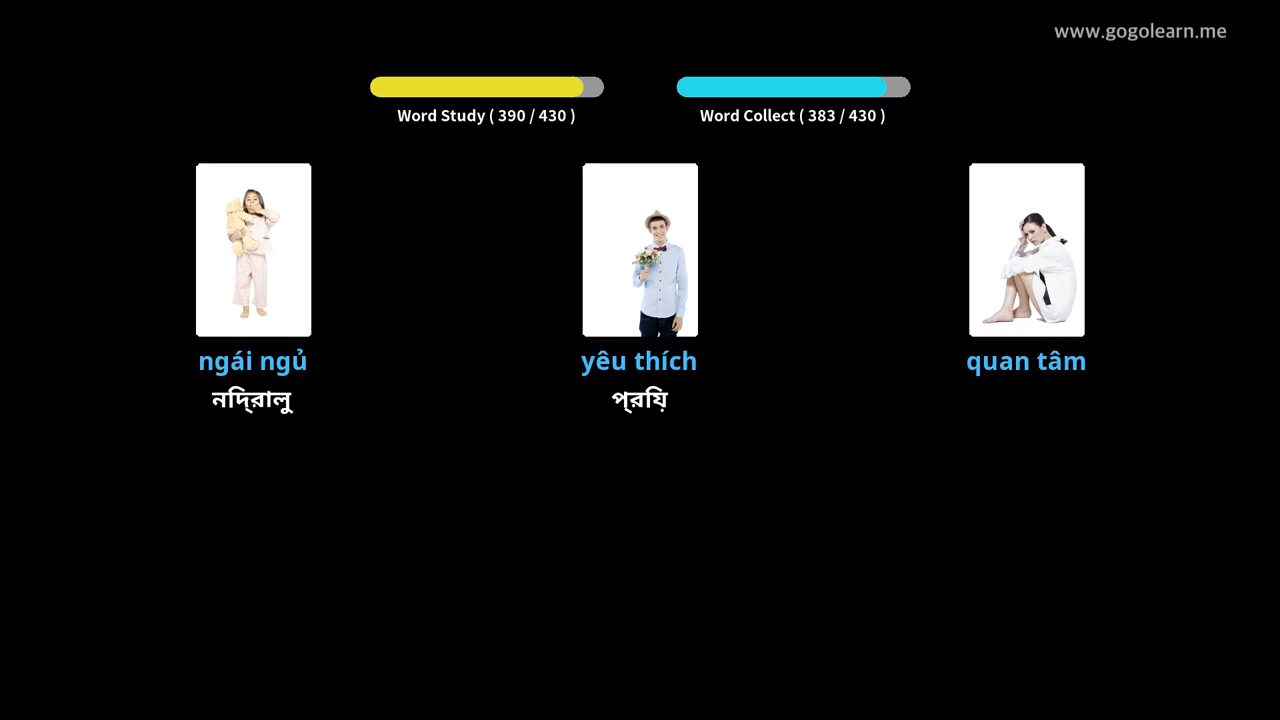 www.gogolearn.me
Word Study ( 390 / 430 )
Word Collect ( 383 / 430 )
ngái ngủ
yêu thích
quan tâm
নিদ্রালু
প্রিয়